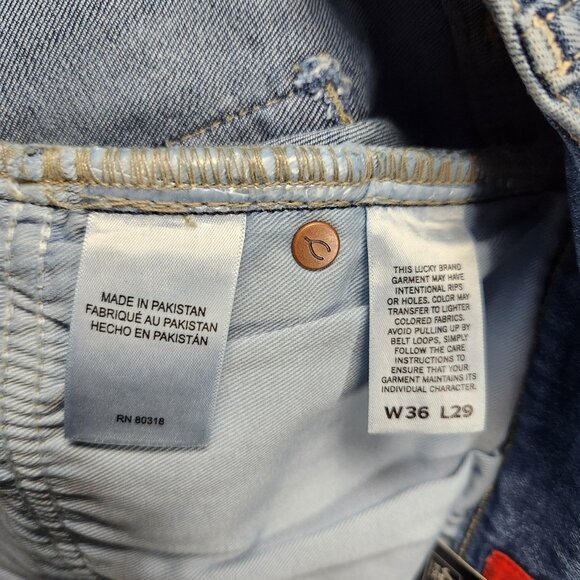 MADE IN PAKISTAN
FABRIQUÉ AU PAKISTAN
HECHO EN PAKISTÁN
RN 80318
THIS LUCKY BRAND
GARMENT MAY HAVE
INTENTIONAL RIPS
OR HOLES. COLOR MAY
TRANSFER TO LIGHTER
COLORED FABRICS.
AVOID PULLING UP BY
BELT LOOPS, SIMPLY
FOLLOW THE CARE
INSTRUCTIONS TO
ENSURE THAT YOUR
GARMENT MAINTAINS ITS
INDIVIDUAL CHARACTER.
W36 L29